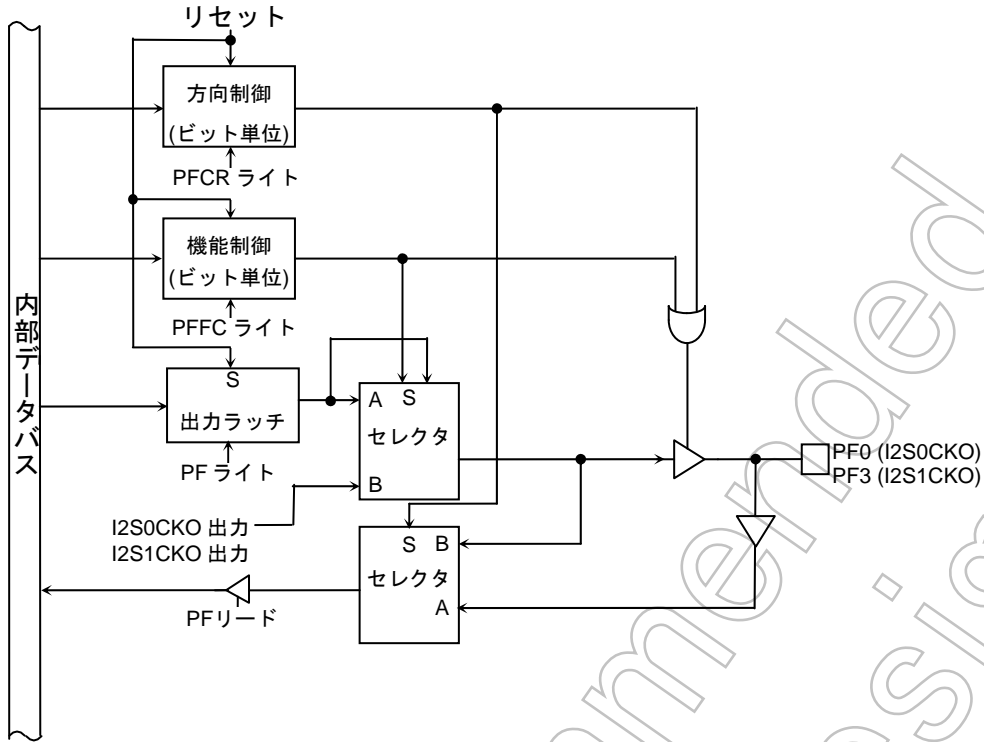 リセット
方向制御
(ビット単位)
PFCR ライト
機能制御
(ビット単位)
PFFC ライト
内部データバス
S
出力ラッチ
PF ライト
A S
セレクタ
B
I2S0CKO 出力
I2S1CKO 出力
S B
セレクタ
A
PFリード
PF0 (I2S0CKO)
PF3 (I2S1CKO)